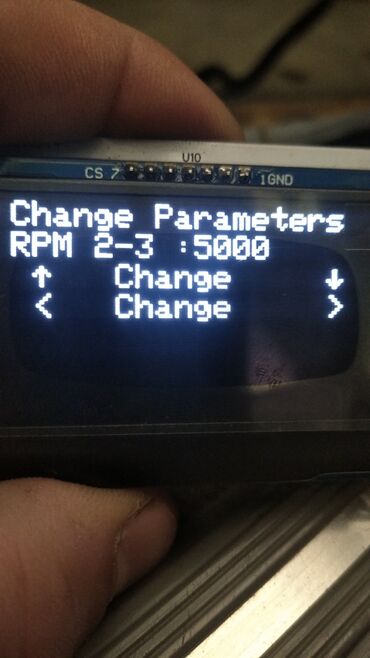 U10
CS 7 1GND
Change Parameters
RPM 2-3 :5000
↑ Change ↓
< Change >